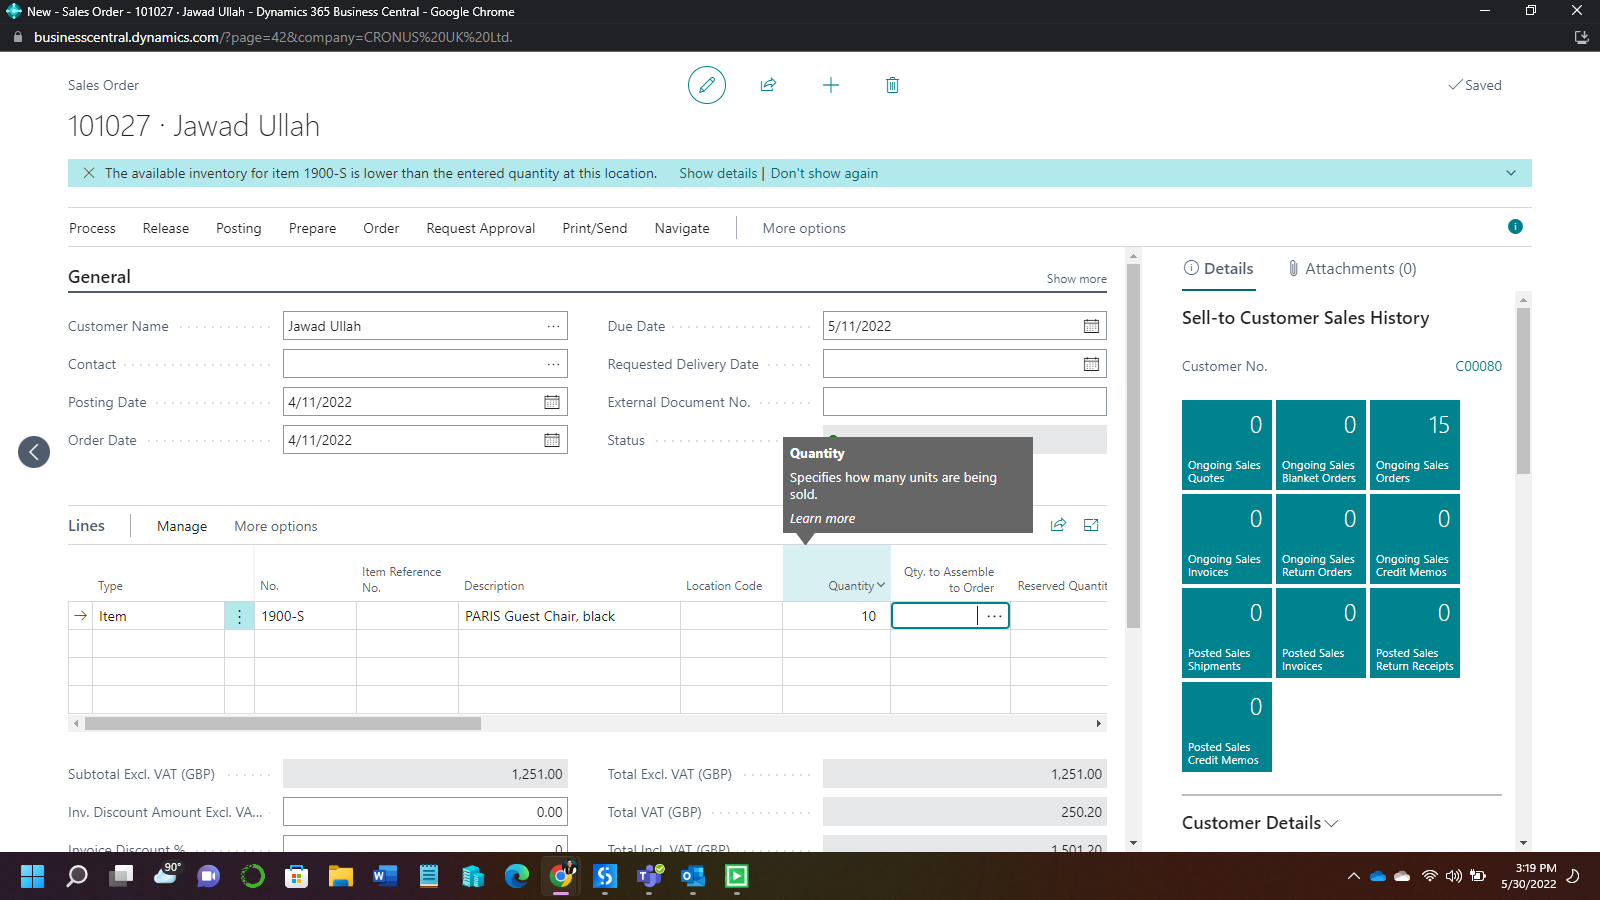 New - Sales Order - 101027 · Jawad Ullah - Dynamics 365 Business Central - Google Chrome
businesscentral.dynamics.com/?page=42&company=CRONUS%20UK%20Ltd.
Sales Order
Saved
101027 · Jawad Ullah
The available inventory for item 1900-S is lower than the entered quantity at this location. Show details | Don't show again
Process Release Posting Prepare Order Request Approval Print/Send Navigate More options
General
Show more
Customer Name Jawad Ullah
Contact
Posting Date 4/11/2022
Order Date 4/11/2022
Due Date 5/11/2022
Requested Delivery Date
External Document No.
Status
Quantity
Specifies how many units are being
sold.
Learn more
Lines Manage More options
Type No. Item Reference No. Description Location Code Quantity Qty. to Assemble to Order Reserved Quantit
Item 1900-S PARIS Guest Chair, black 10
Subtotal Excl. VAT (GBP) 1,251.00
Inv. Discount Amount Excl. VA... 0.00
Invoice Discount % 0
Total Excl. VAT (GBP) 1,251.00
Total VAT (GBP) 250.20
Total Incl. VAT (GBP) 1,501.20
Details Attachments (0)
Sell-to Customer Sales History
Customer No. C00080
0
Ongoing Sales
Quotes
0
Ongoing Sales
Blanket Orders
15
Ongoing Sales
Orders
0
Ongoing Sales
Invoices
0
Ongoing Sales
Return Orders
0
Ongoing Sales
Credit Memos
0
Posted Sales
Shipments
0
Posted Sales
Invoices
0
Posted Sales
Return Receipts
0
Posted Sales
Credit Memos
Customer Details
90°
3:19 PM
5/30/2022